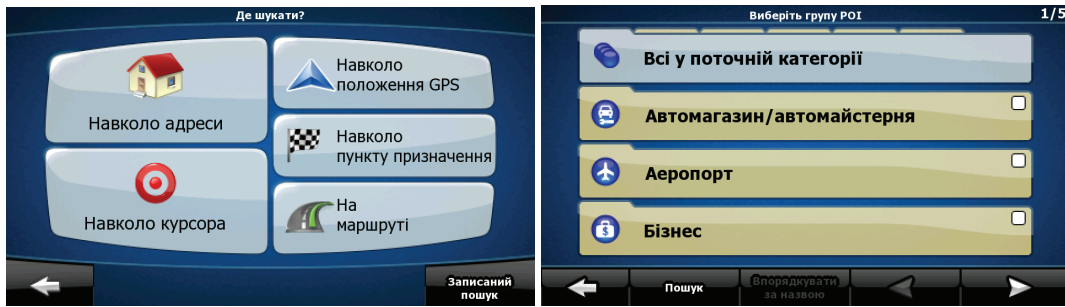 Де шукати?
Навколо адреси
Навколо
положення GPS
Навколо
пункту призначення
Навколо курсора
На
маршруті
Записаний
пошук
Виберіть групу POI
1/5
Всі у поточній категорії
Автомагазин/автомайстерня
Аеропорт
Бізнес
Пошук
Впорядкувати
за назвою